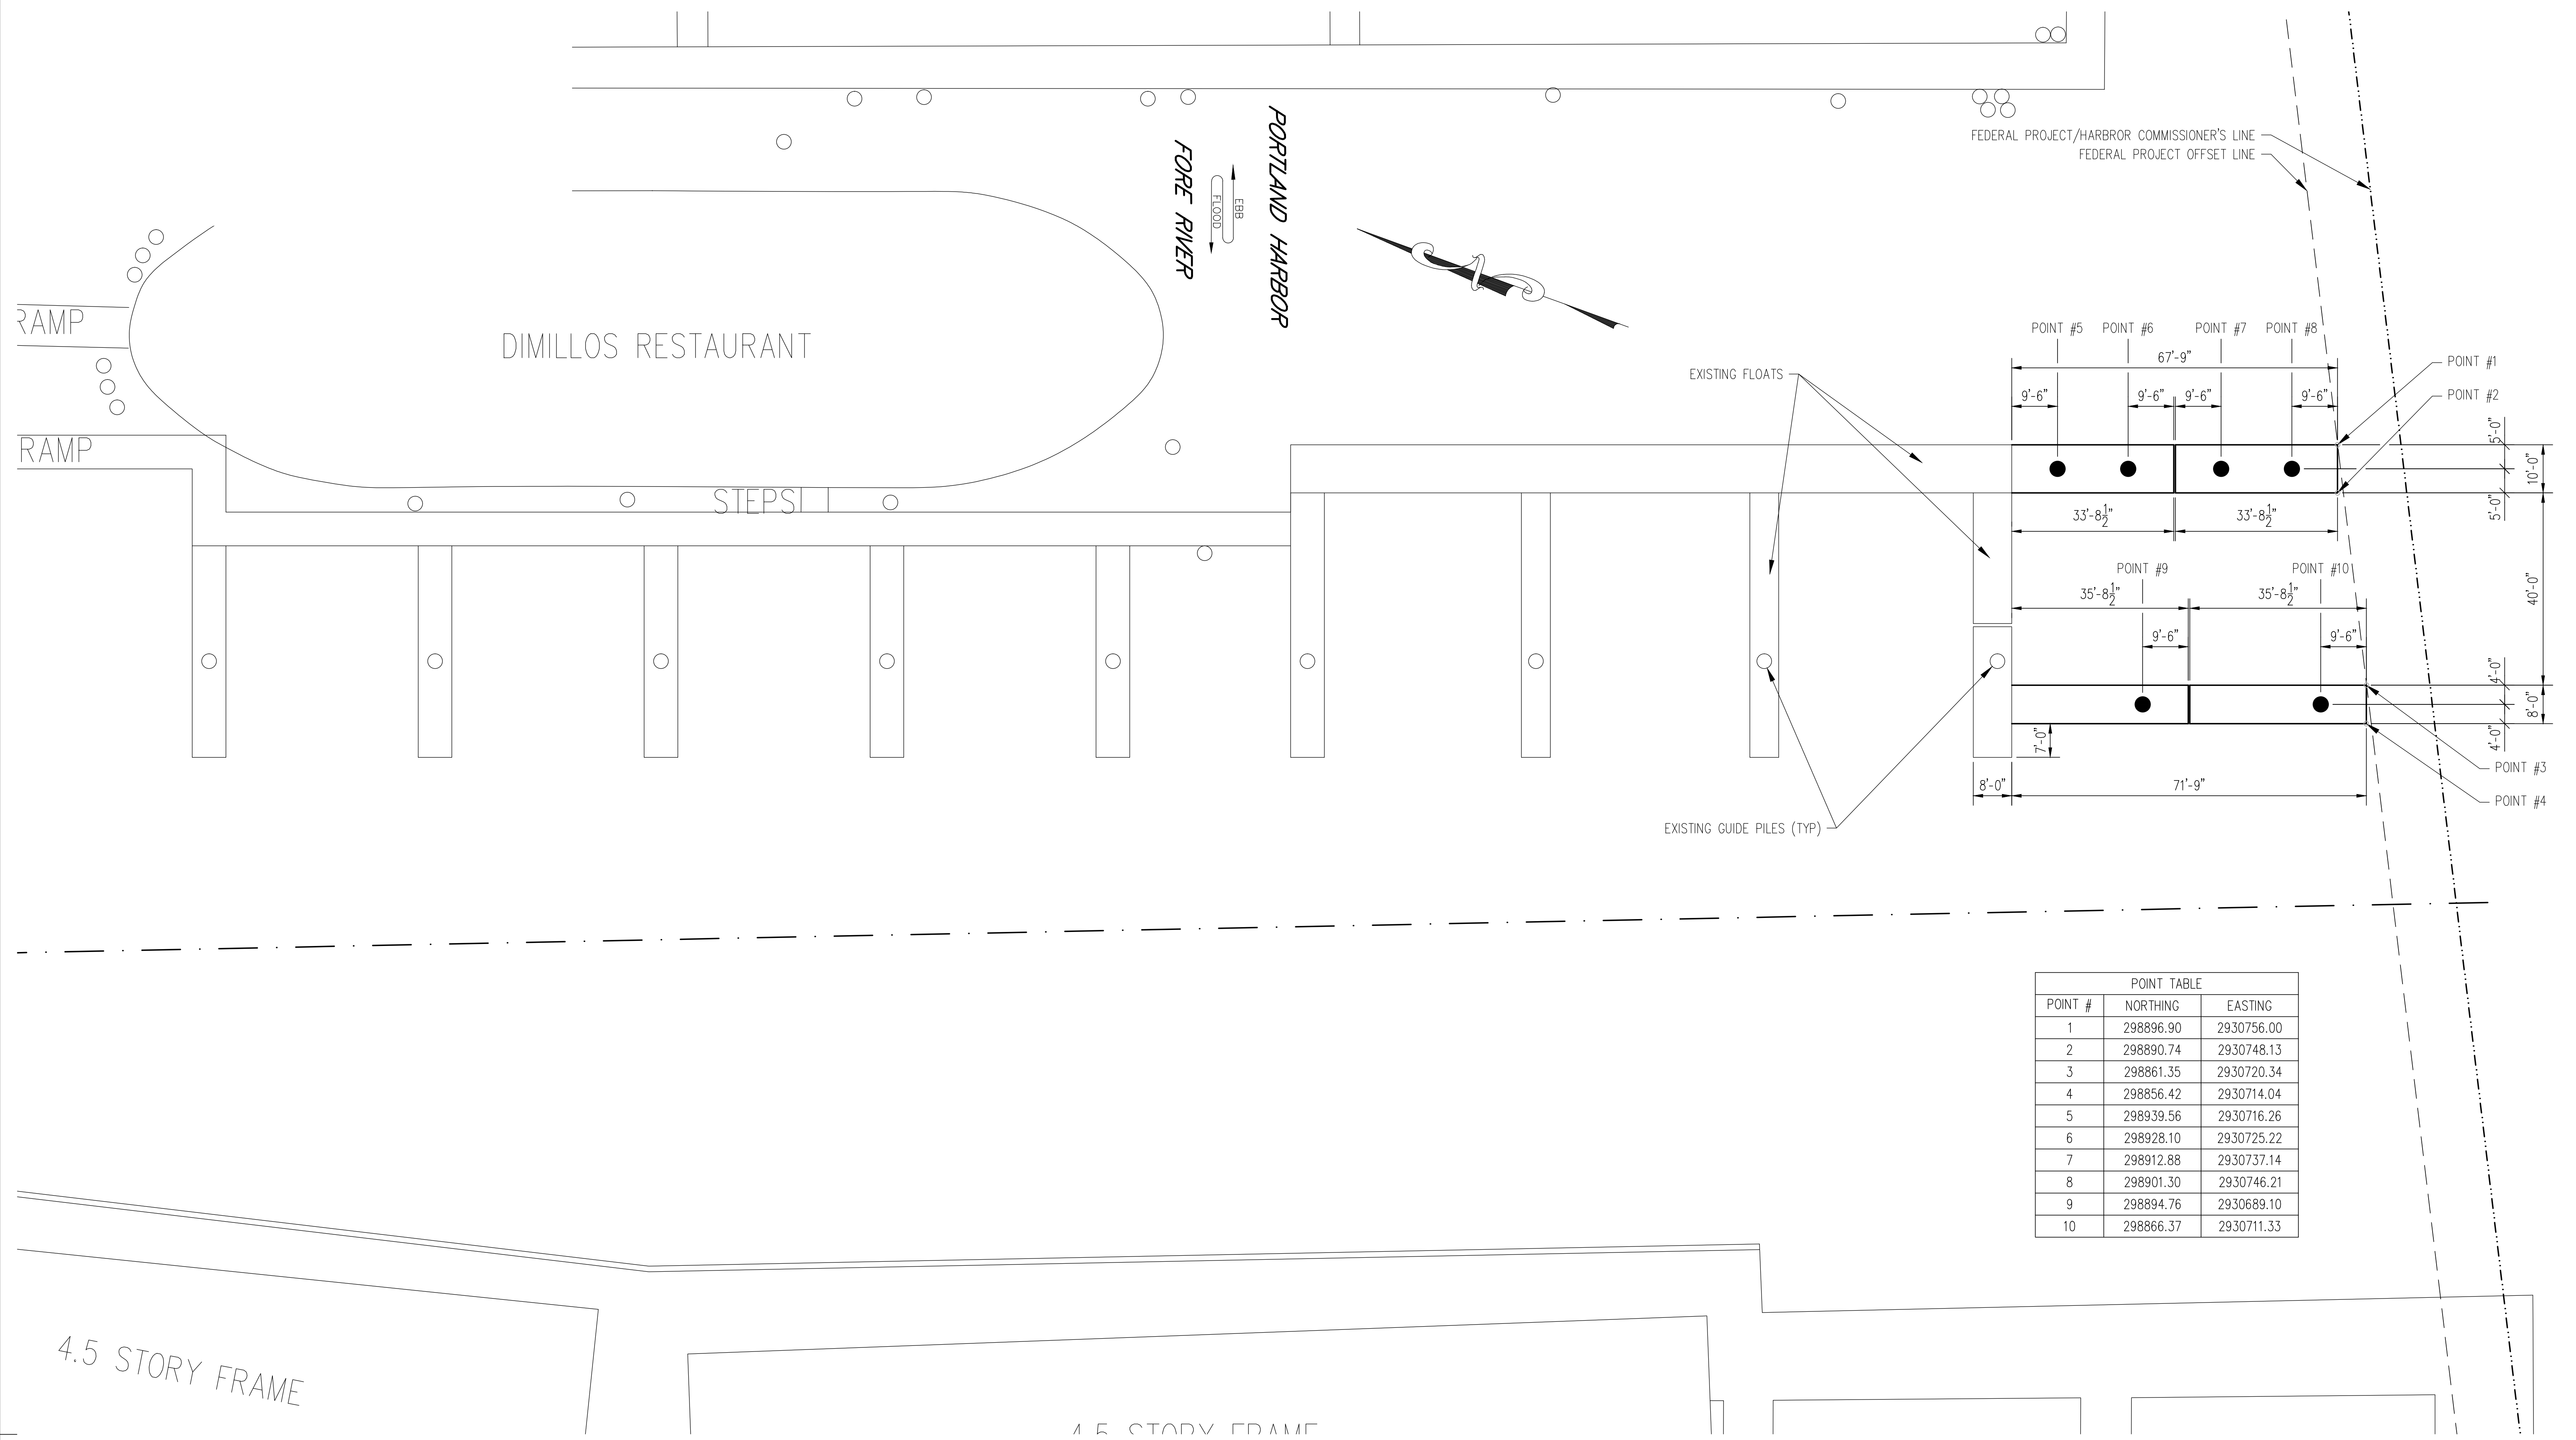 FEDERAL PROJECT/HARBROR COMMISSIONER'S LINE
FEDERAL PROJECT OFFSET LINE
PORTLAND HARBOR
FORE RIVER
EBB
FLOOD
N
RAMP
DIMILLOS RESTAURANT
RAMP
STEPS
EXISTING FLOATS
POINT #5
POINT #6
POINT #7
POINT #8
67'-9"
POINT #1
POINT #2
9'-6"
9'-6"
9'-6"
9'-6"
5'-0"
10'-0"
5'-0"
33'-8½"
33'-8½"
POINT #9
POINT #10
35'-8½"
35'-8½"
40'-0"
9'-6"
9'-6"
4'-0"
8'-0"
4'-0"
7'-0"
8'-0"
71'-9"
POINT #3
POINT #4
EXISTING GUIDE PILES (TYP)
POINT TABLE
POINT # NORTHING EASTING
1 298896.90 2930756.00
2 298890.74 2930748.13
3 298861.35 2930720.34
4 298856.42 2930714.04
5 298939.56 2930716.26
6 298928.10 2930725.22
7 298912.88 2930737.14
8 298901.30 2930746.21
9 298894.76 2930689.10
10 298866.37 2930711.33
4.5 STORY FRAME
4.5 STORY FRAME